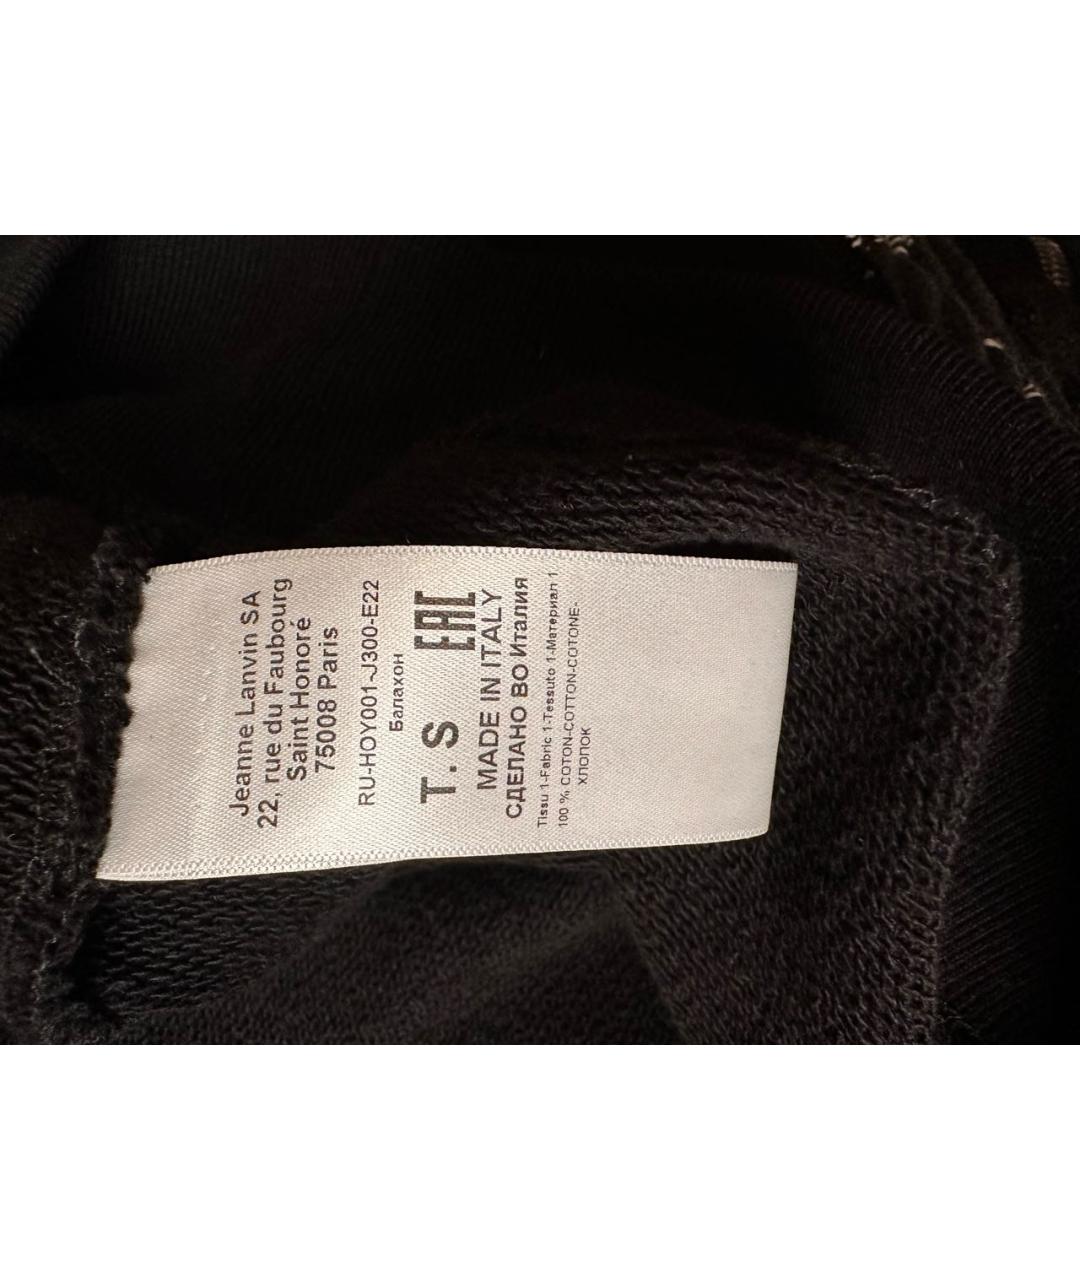 Jeanne Lanvin SA
22, rue du Faubourg
Saint Honoré
75008 Paris
RU-HOY001-J300-E22
Балахон
T. S EAC
MADE IN ITALY
СДЕЛАНО ВО Италия
Tissu 1-Fabric 1-Tessuto 1-Материал 1
100 % COTON-COTTON-COTONE-
ХЛОПОК